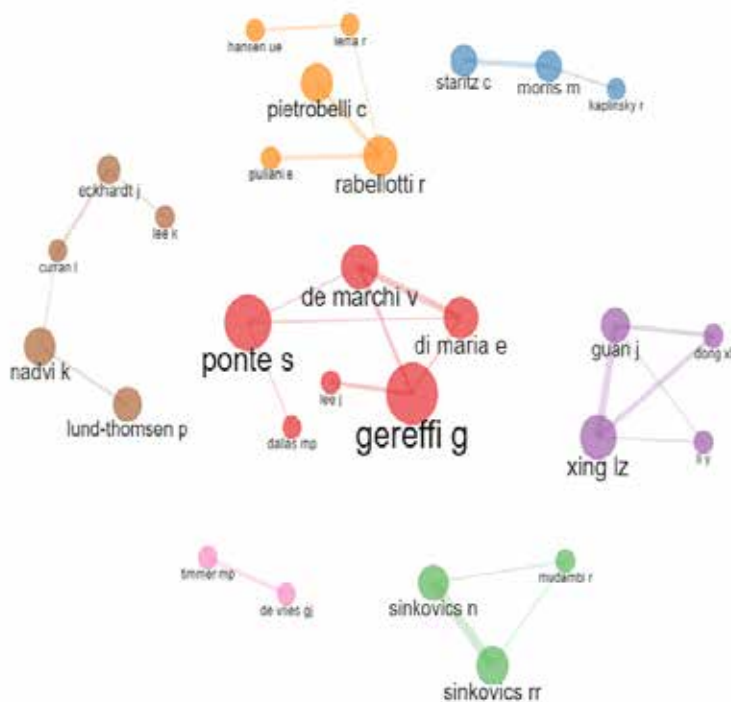 hansen ue
lema r
pietrobelli c
giuliani e
rabellotti r
staritz c
morris m
kaplinsky r
eckhardt j
lee k
curran l
nadvi k
lund-thomsen p
de marchi v
ponte s
di maria e
lee j
gereffi g
dallas mp
guan j
dong xl
xing lz
timmer mp
de vries gj
sinkovics n
mudambi r
sinkovics rr